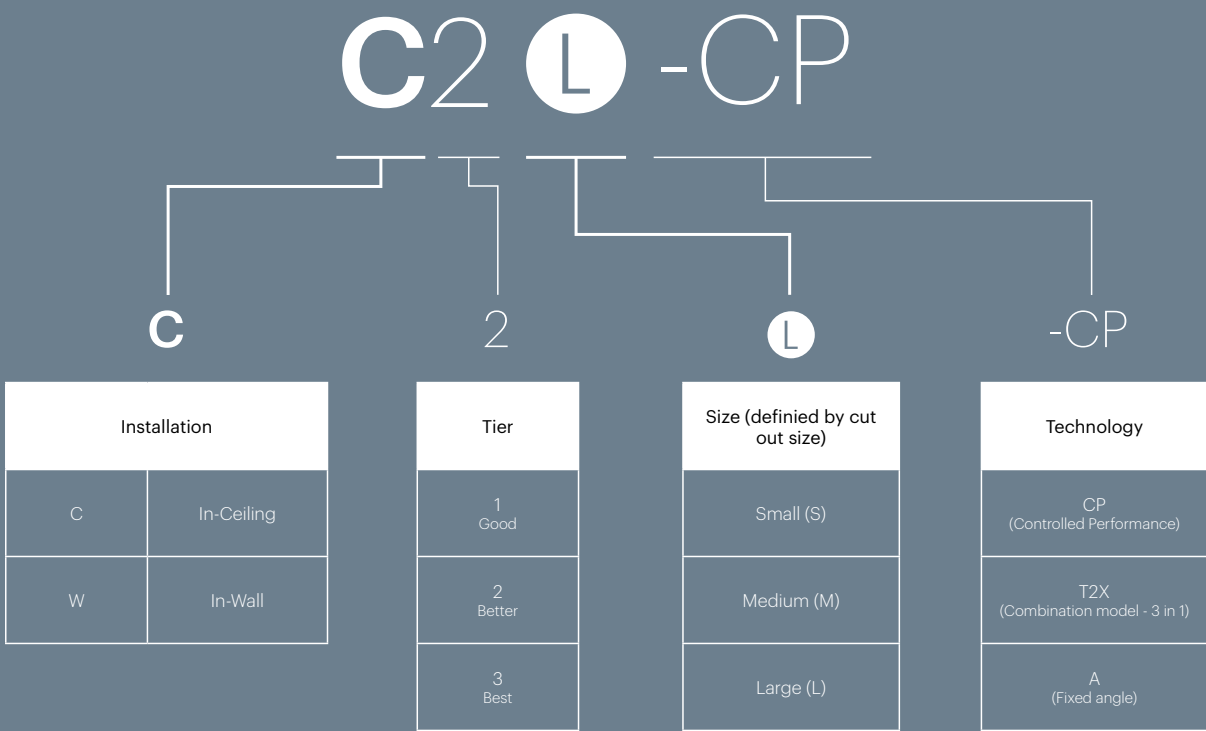 C2 L -CP
C
2
L
-CP
Installation
C
In-Ceiling
W
In-Wall
Tier
1
Good
2
Better
3
Best
Size (definied by cut
out size)
Small (S)
Medium (M)
Large (L)
Technology
CP
(Controlled Performance)
T2X
(Combination model - 3 in 1)
A
(Fixed angle)